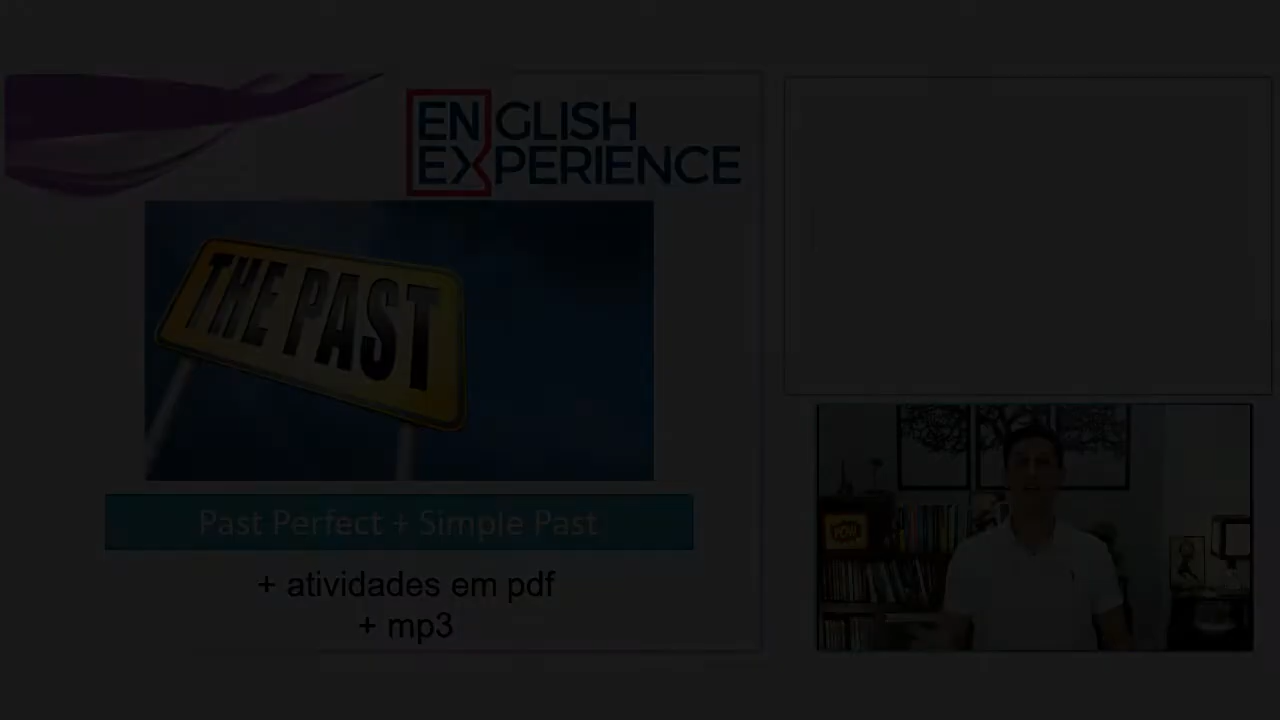 ENGLISH
EXPERIENCE
THE PAST
Past Perfect + Simple Past
+ atividades em pdf
+ mp3